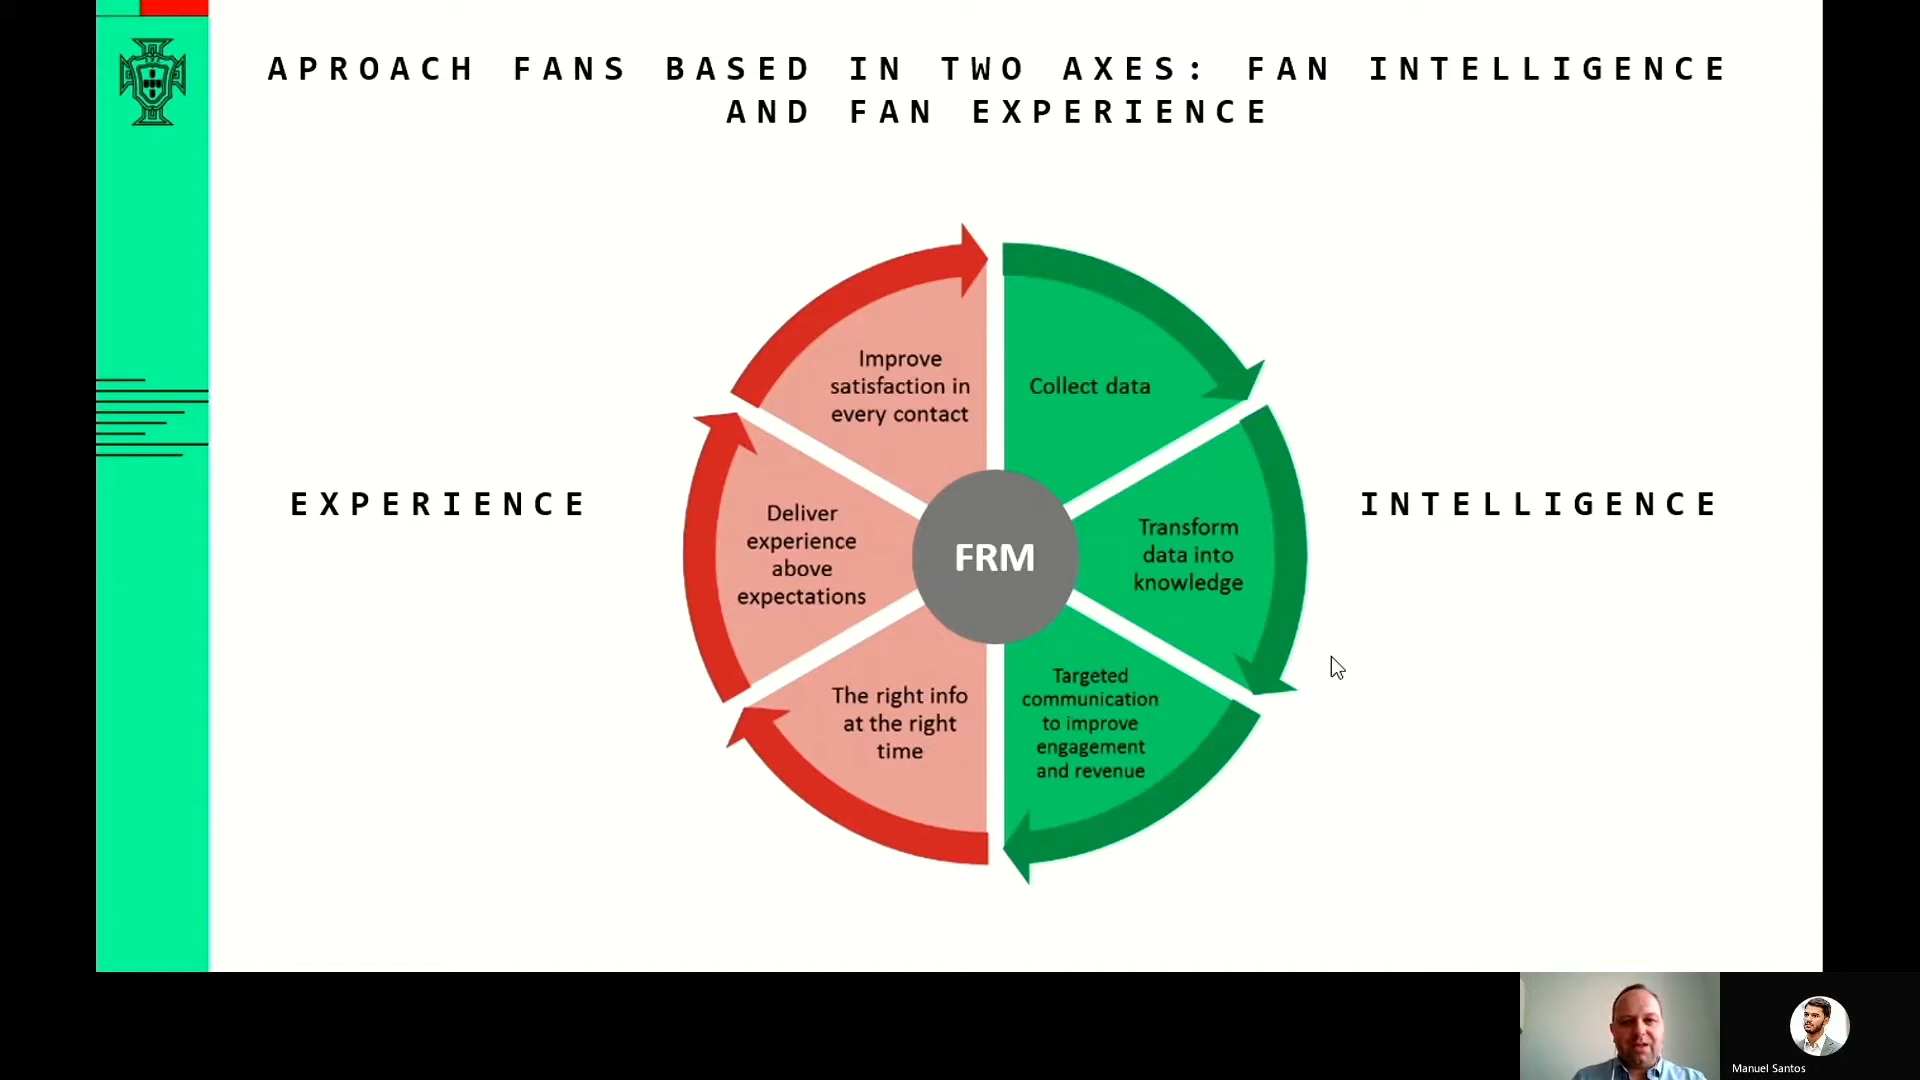 APROACH FANS BASED IN TWO AXES: FAN INTELLIGENCE
AND FAN EXPERIENCE
Improve
satisfaction in
every contact
Collect data
EXPERIENCE
Deliver
experience
above
expectations
FRM
Transform
data into
knowledge
INTELLIGENCE
The right info
at the right
time
Targeted
communication
to improve
engagement
and revenue
Manuel Santos